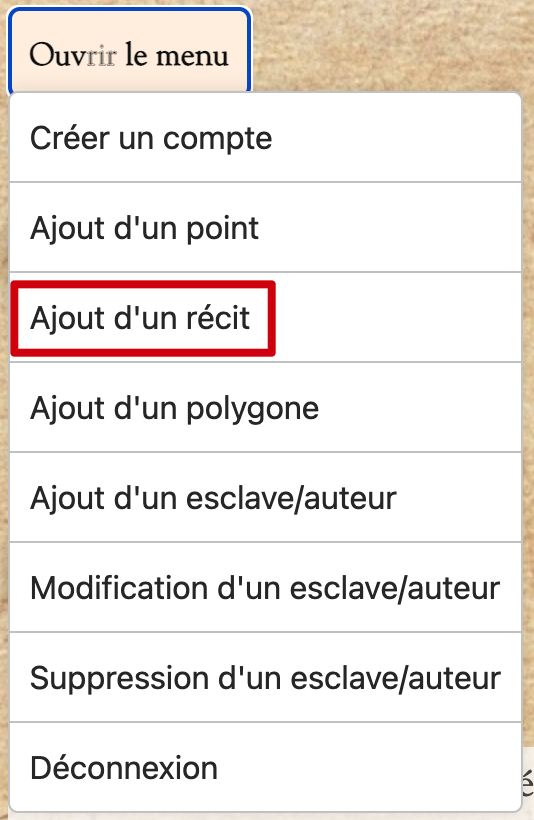 Ouvrir le menu
Créer un compte
Ajout d'un point
Ajout d'un récit
Ajout d'un polygone
Ajout d'un esclave/auteur
Modification d'un esclave/auteur
Suppression d'un esclave/auteur
Déconnexion
é